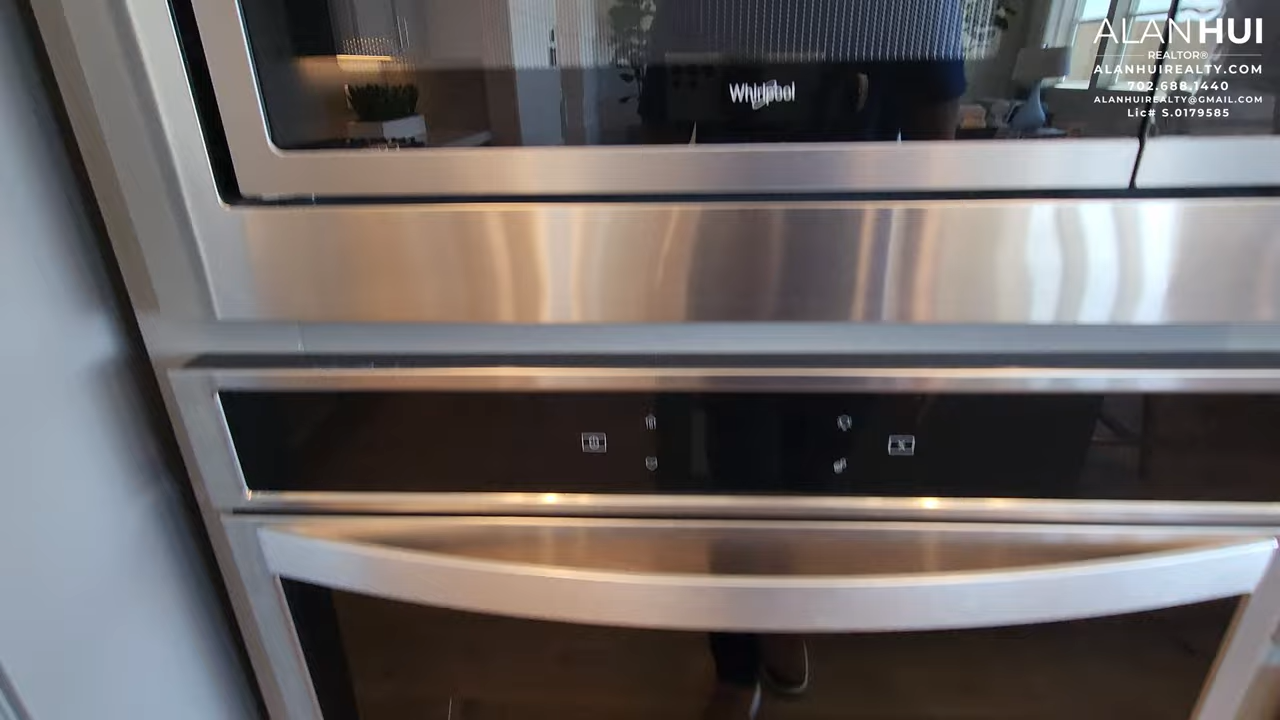 ALANHUI
REALTOR®
ALANHUIREALTY.COM
702.688.1440
ALANHUIREALTY@GMAIL.COM
Lic# S.0179585
Whirlpool